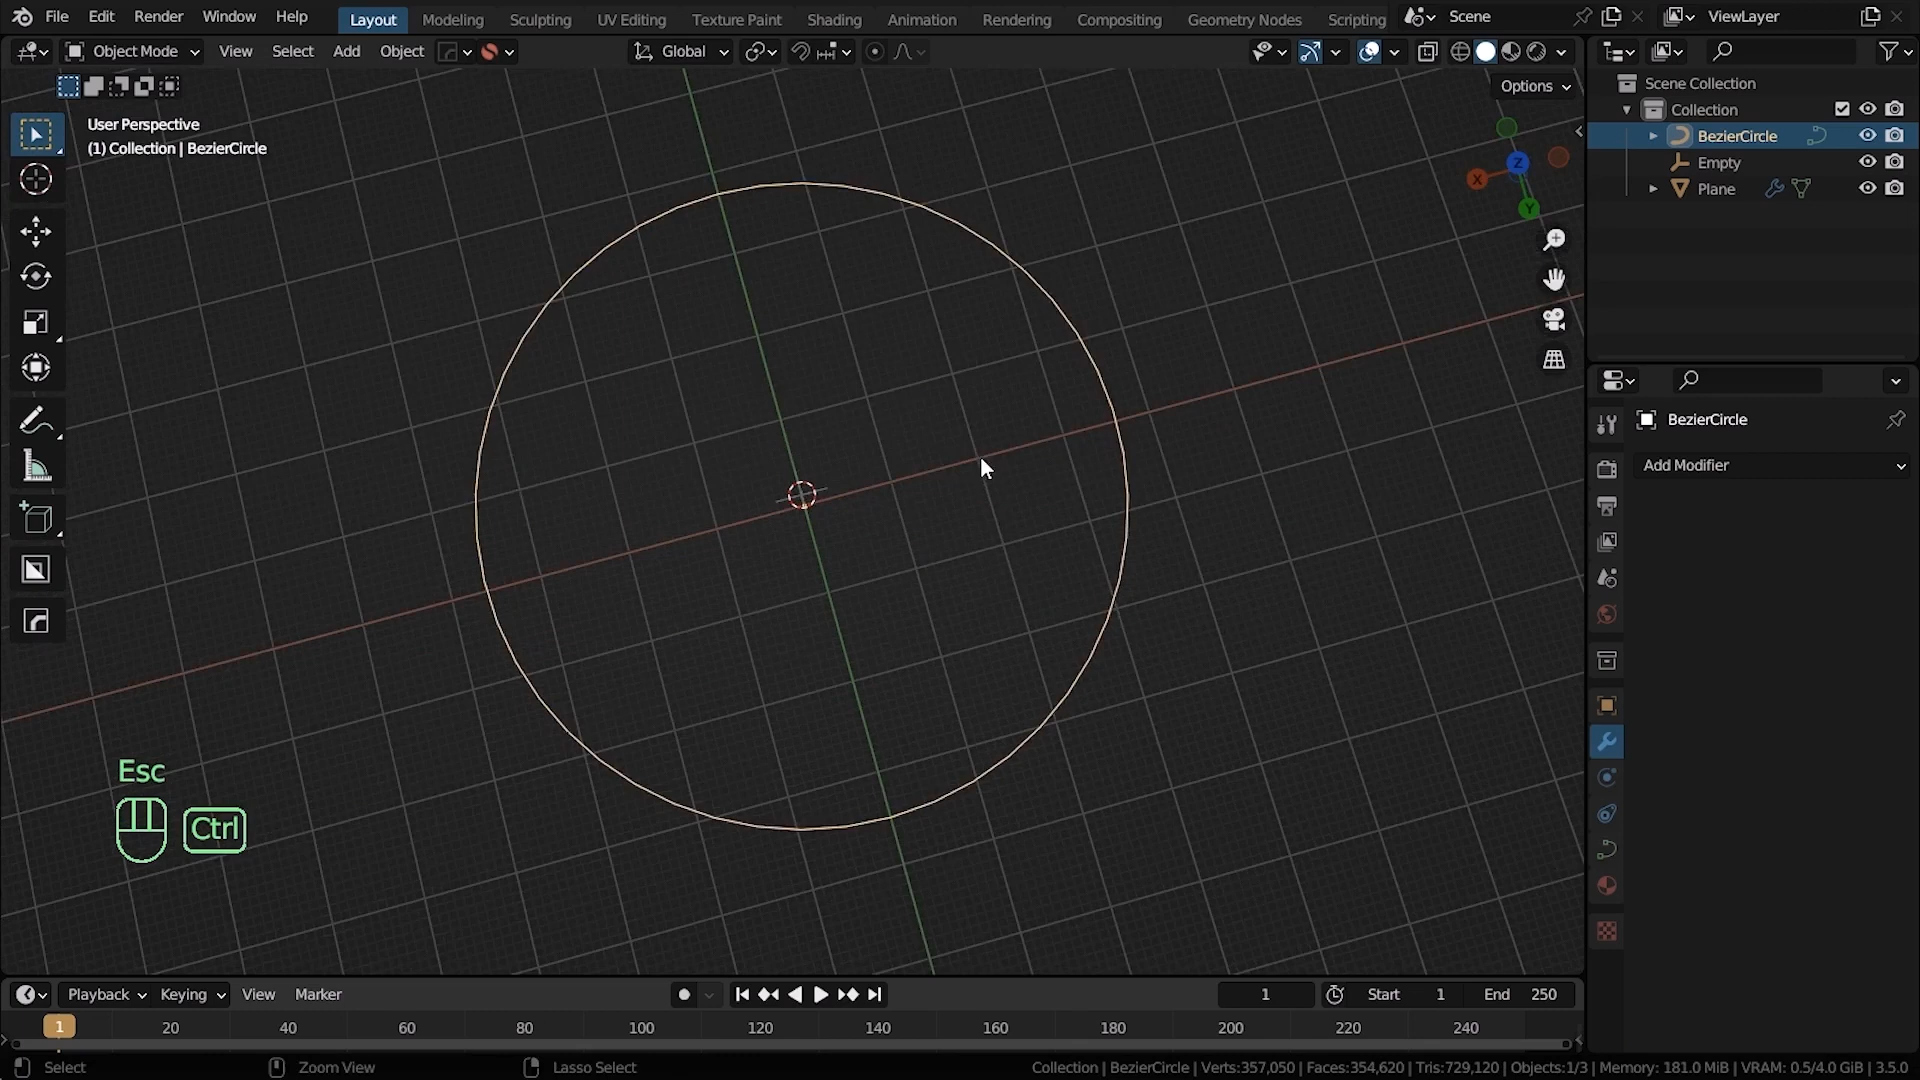 File Edit Render Window Help Layout Modeling Sculpting UV Editing Texture Paint Shading Animation Rendering Compositing Geometry Nodes Scripting Scene ViewLayer
Object Mode View Select Add Object Global
Options
User Perspective
(1) Collection | BezierCircle
Scene Collection
Collection
BezierCircle
Empty
Plane
X
Y
Z
BezierCircle
Add Modifier
Esc
Ctrl
Playback Keying View Marker 1 Start 1 End 250
1 20 40 60 80 100 120 140 160 180 200 220 240
Select Zoom View Lasso Select Collection | BezierCircle | Verts:357,050 | Faces:354,620 | Tris:729,120 | Objects:1/3 | Memory: 181.0 MiB | VRAM: 0.5/4.0 GiB | 3.5.0